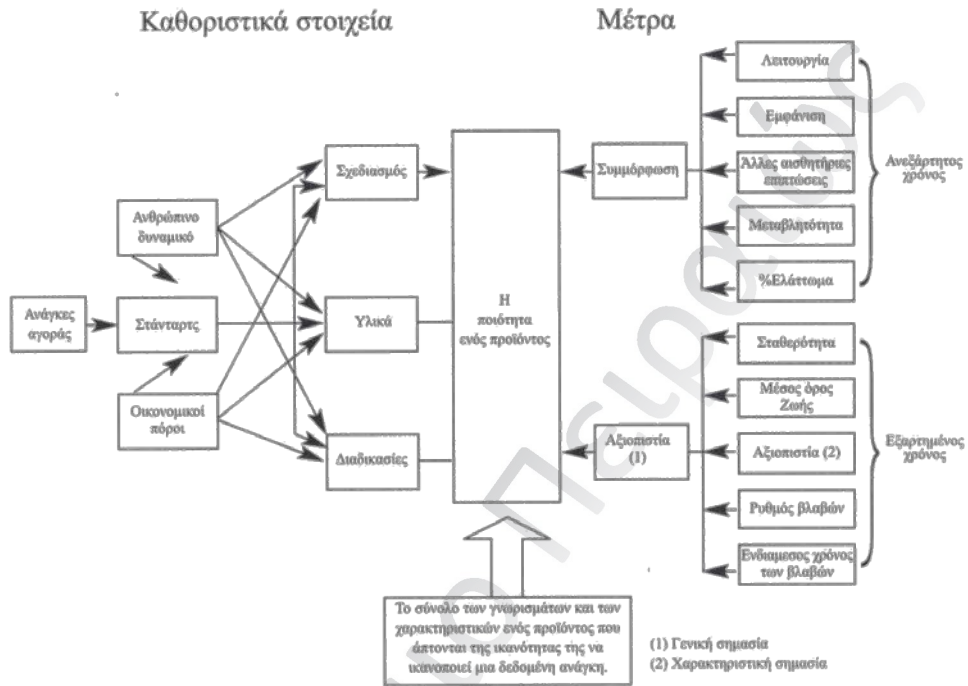 Καθοριστικά στοιχεία
Μέτρα
Ανθρώπινο
δυναμικό
Ανάγκες
αγοράς
Στάνταρτς
Οικονομικοί
πόροι
Σχεδιασμός
Υλικά
Διαδικασίες
Η
ποιότητα
ενός προϊόντος
Συμμόρφωση
Λειτουργία
Εμφάνιση
Άλλες αισθητήριες
επιπτώσεις
Μεταβλητότητα
%Ελάττωμα
Ανεξάρτητος
χρόνος
Αξιοπιστία
(1)
Σταθερότητα
Μέσος όρος
Ζωής
Αξιοπιστία (2)
Ρυθμός βλαβών
Ενδιαμεσος χρόνος
των βλαβών
Εξαρτημένος
χρόνος
Το σύνολο των γνωρισμάτων και των
χαρακτηριστικών ενός προϊόντος που
άπτονται της ικανότητας της να
ικανοποιεί μια δεδομένη ανάγκη.
(1) Γενική σημασία
(2) Χαρακτηριστική σημασία
Πειραιώς